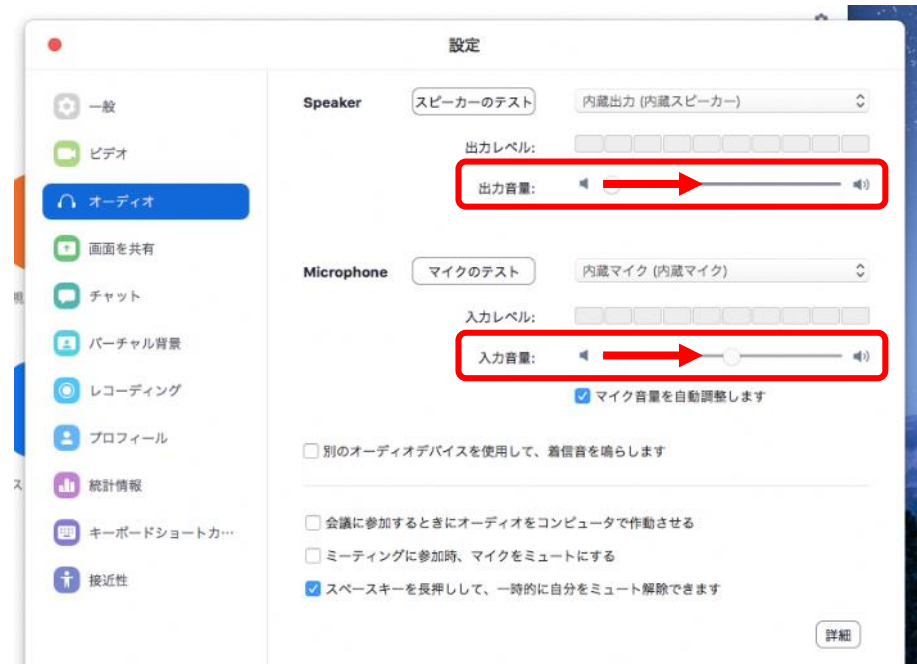 設定
一般
ビデオ
オーディオ
画面を共有
チャット
バーチャル背景
レコーディング
プロフィール
統計情報
キーボードショートカ…
接近性
Speaker
スピーカーのテスト
内蔵出力 (内蔵スピーカー)
出力レベル:
出力音量:
Microphone
マイクのテスト
内蔵マイク (内蔵マイク)
入力レベル:
入力音量:
マイク音量を自動調整します
別のオーディオデバイスを使用して、着信音を鳴らします
会議に参加するときにオーディオをコンピュータで作動させる
ミーティングに参加時、マイクをミュートにする
スペースキーを長押しして、一時的に自分をミュート解除できます
詳細
ス